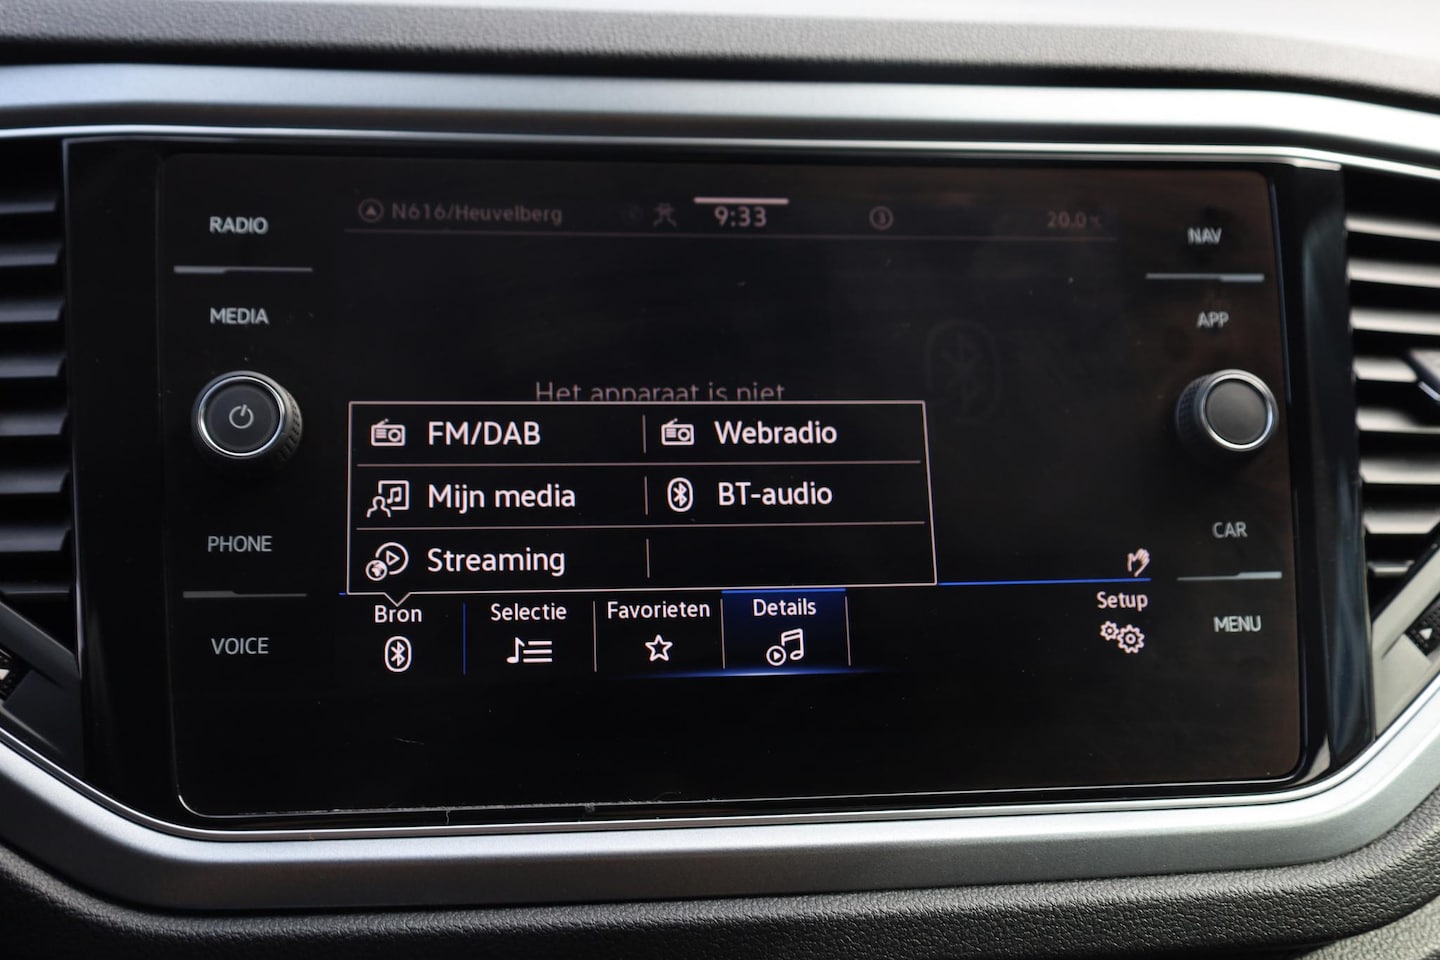 RADIO
MEDIA
PHONE
VOICE
N616/Heuvelberg
9:33
3
20.0°C
Het apparaat is niet
FM/DAB
Webradio
Mijn media
BT-audio
Streaming
Bron
Selectie
Favorieten
Details
Setup
NAV
APP
CAR
MENU